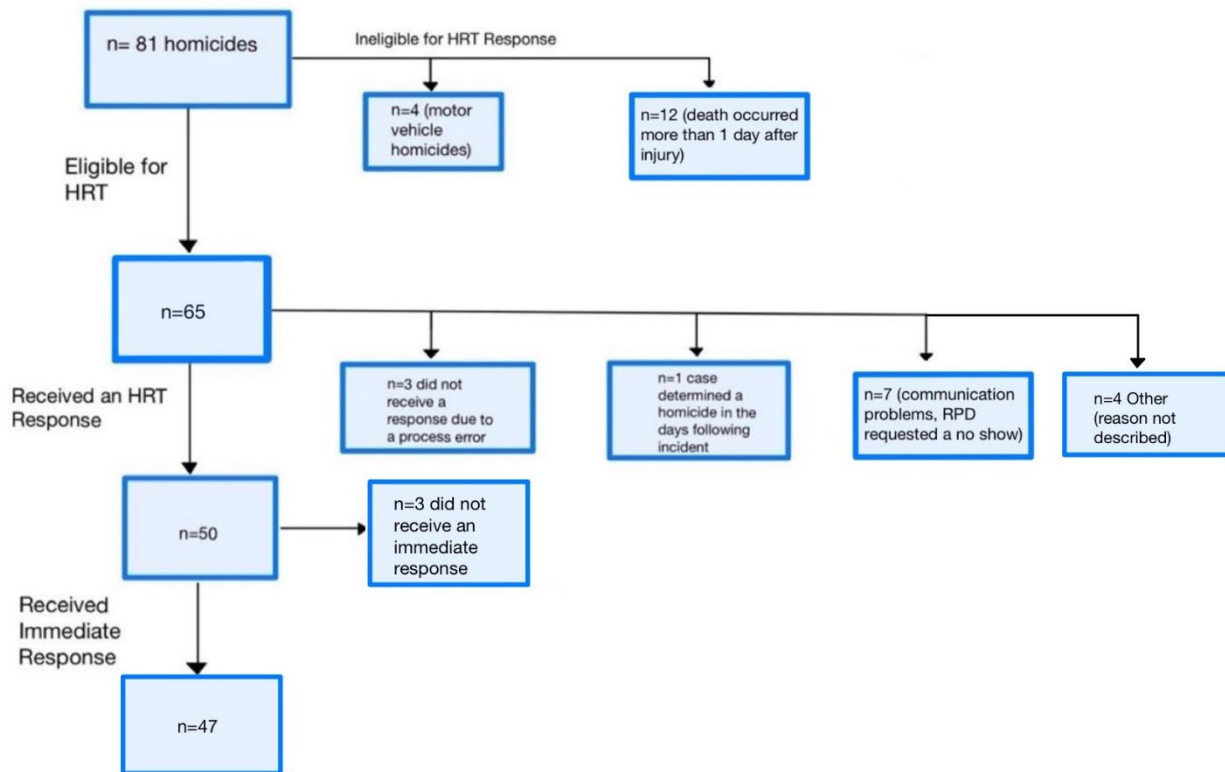 n= 81 homicides
Ineligible for HRT Response
n=4 (motor
vehicle
homicides)
n=12 (death occurred
more than 1 day after
injury)
Eligible for
HRT
n=65
Received an HRT
Response
n=3 did not
receive a
response due to
a process error
n=1 case
determined a
homicide in the
days following
incident
n=7 (communication
problems, RPD
requested a no show)
n=4 Other
(reason not
described)
n=50
n=3 did not
receive an
immediate
response
Received
Immediate
Response
n=47